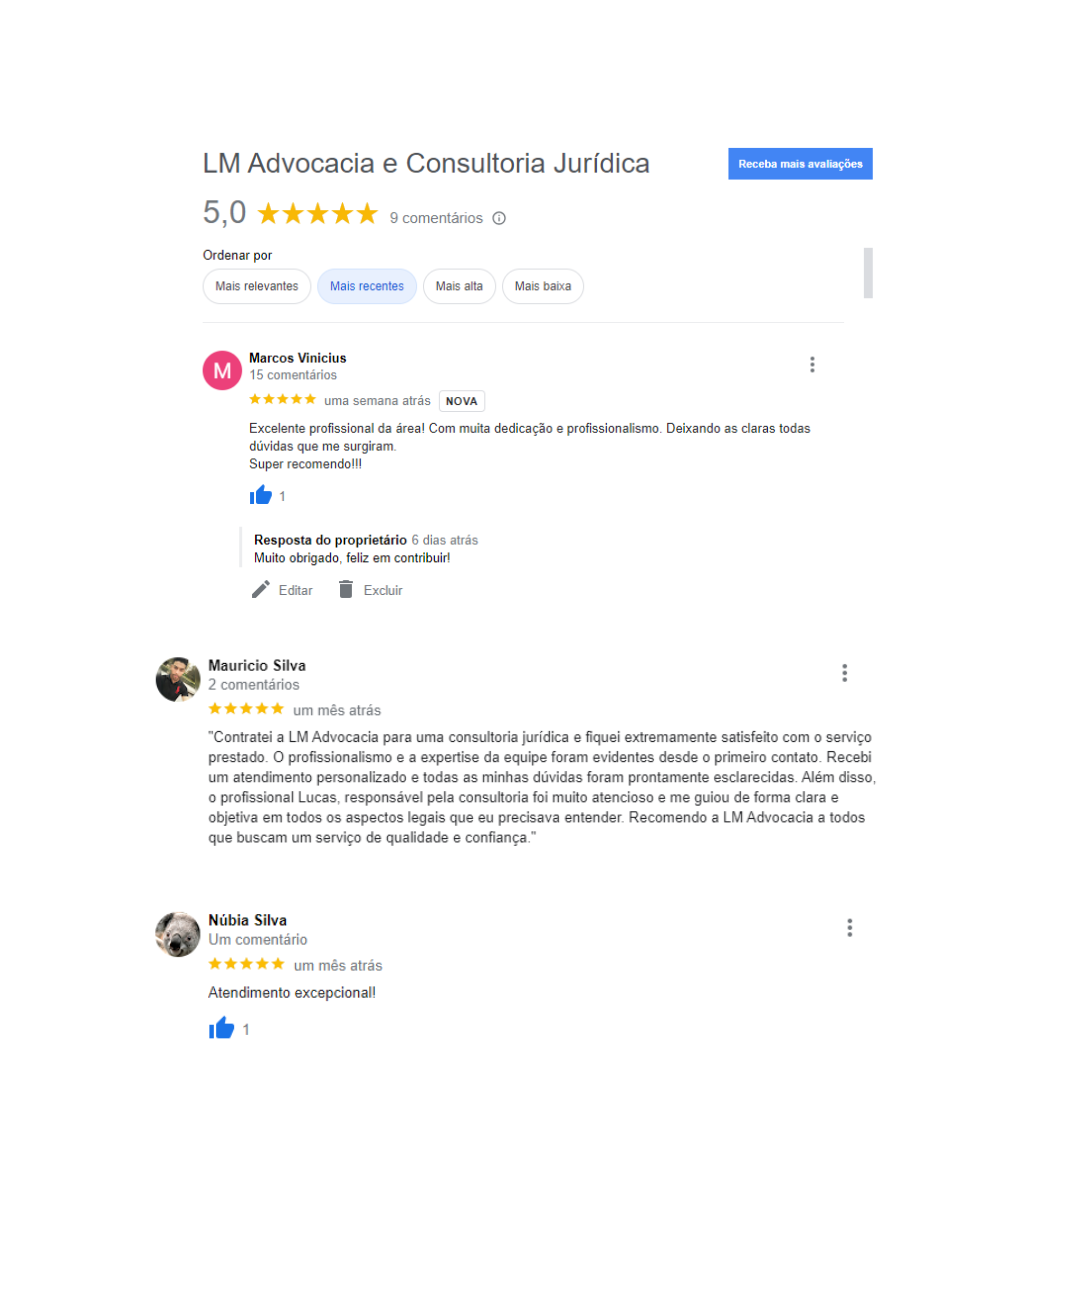 LM Advocacia e Consultoria Jurídica
Receba mais avaliações
5,0 9 comentários
Ordenar por
Mais relevantes Mais recentes Mais alta Mais baixa
M Marcos Vinicius
15 comentários
uma semana atrás NOVA
Excelente profissional da área! Com muita dedicação e profissionalismo. Deixando as claras todas
dúvidas que me surgiram.
Super recomendo!!!
1
Resposta do proprietário 6 dias atrás
Muito obrigado, feliz em contribuir!
Editar Excluir
Mauricio Silva
2 comentários
um mês atrás
"Contratei a LM Advocacia para uma consultoria jurídica e fiquei extremamente satisfeito com o serviço
prestado. O profissionalismo e a expertise da equipe foram evidentes desde o primeiro contato. Recebi
um atendimento personalizado e todas as minhas dúvidas foram prontamente esclarecidas. Além disso,
o profissional Lucas, responsável pela consultoria foi muito atencioso e me guiou de forma clara e
objetiva em todos os aspectos legais que eu precisava entender. Recomendo a LM Advocacia a todos
que buscam um serviço de qualidade e confiança."
Núbia Silva
Um comentário
um mês atrás
Atendimento excepcional!
1